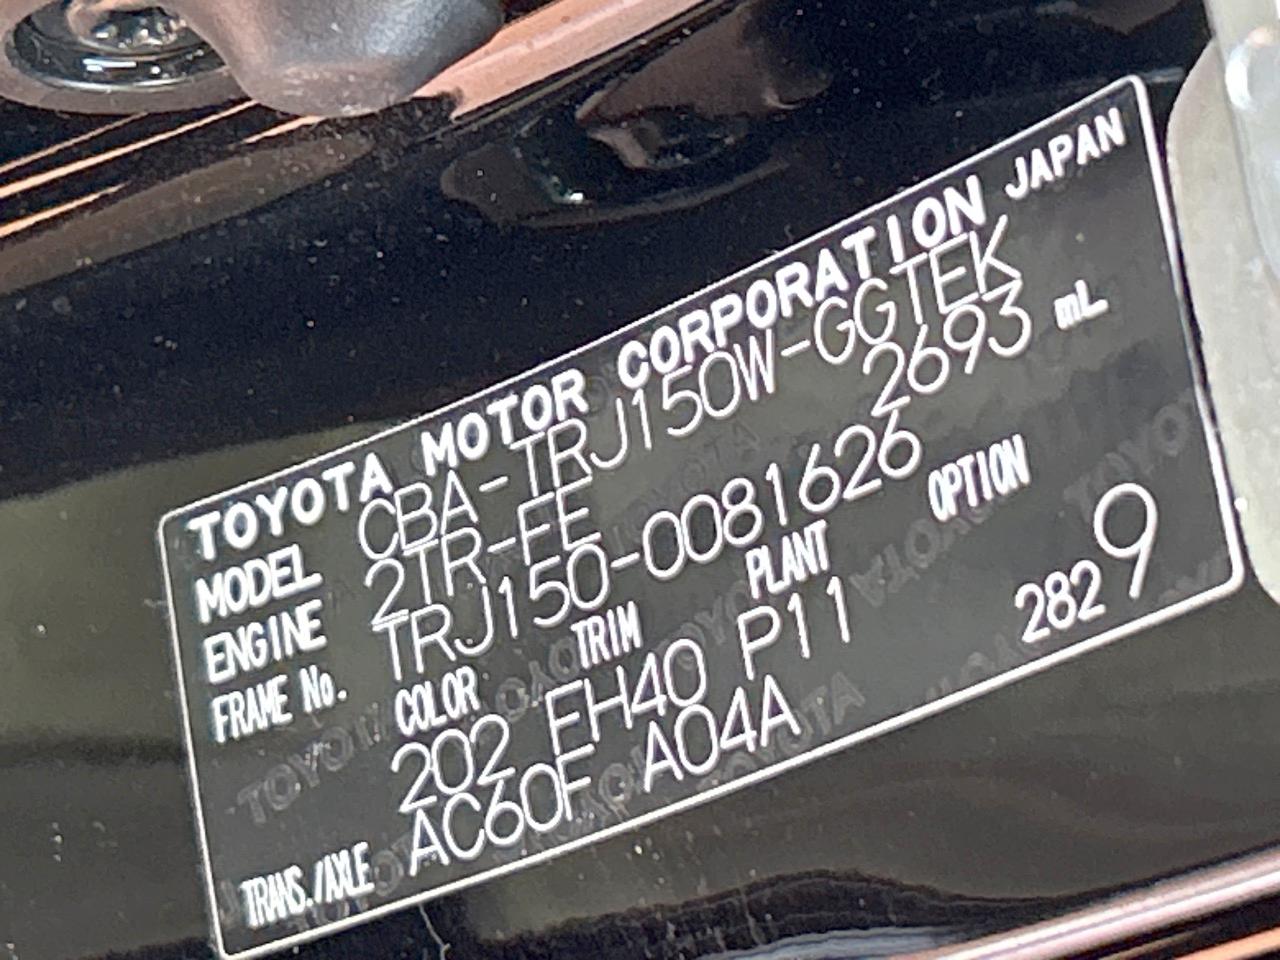 TOYOTA MOTOR CORPORATION JAPAN
MODEL CBA-TRJ150W-GGTEK
ENGINE 2TR-FE 2693 mL
FRAME No. TRJ150-0081626
COLOR TRIM PLANT OPTION
202 EH40 P11 282 9
TRANS./AXLE AC60F A04A